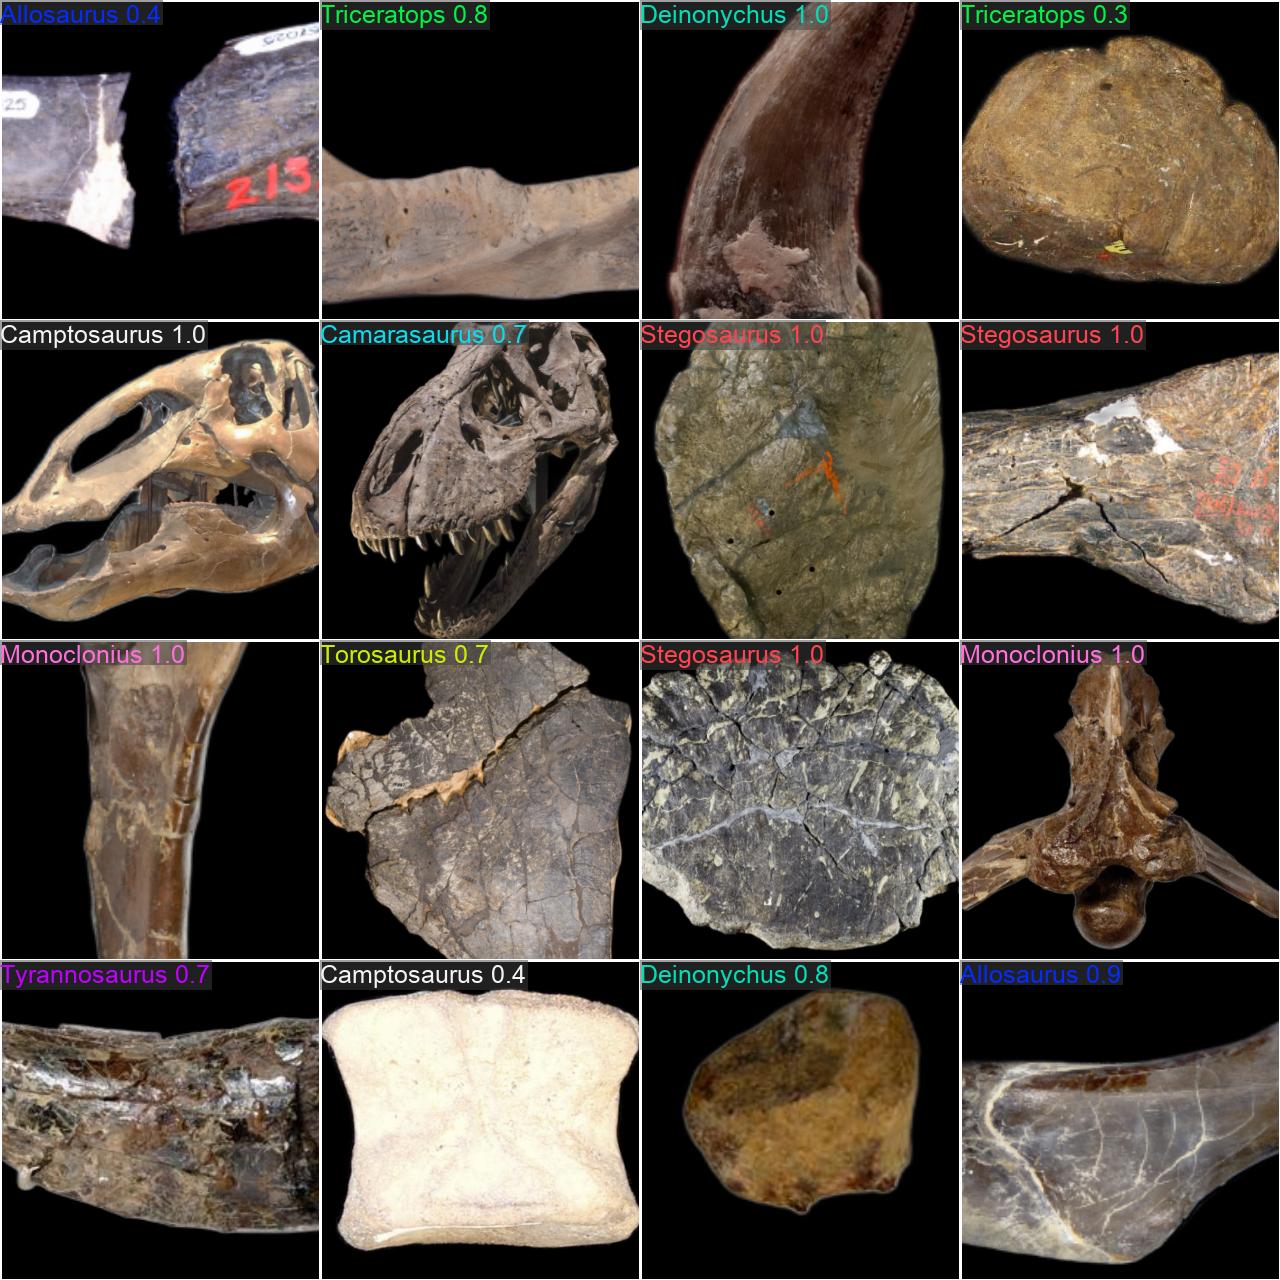 Allosaurus 0.4
Triceratops 0.8
Deinonychus 1.0
Triceratops 0.3
25
213
Camptosaurus 1.0
Camarasaurus 0.7
Stegosaurus 1.0
Stegosaurus 1.0
Monoclonius 1.0
Torosaurus 0.7
Stegosaurus 1.0
Monoclonius 1.0
Tyrannosaurus 0.7
Camptosaurus 0.4
Deinonychus 0.8
Allosaurus 0.9